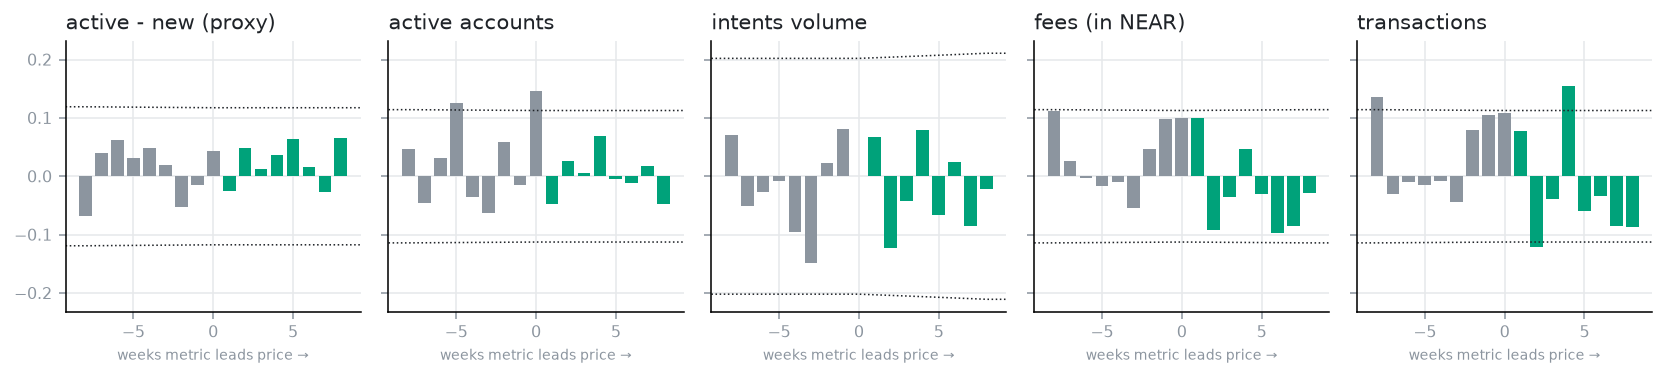 active - new (proxy)
active accounts
intents volume
fees (in NEAR)
transactions
0.2
0.1
0.0
−0.1
−0.2
−5 0 5
−5 0 5
−5 0 5
−5 0 5
−5 0 5
weeks metric leads price →
weeks metric leads price →
weeks metric leads price →
weeks metric leads price →
weeks metric leads price →